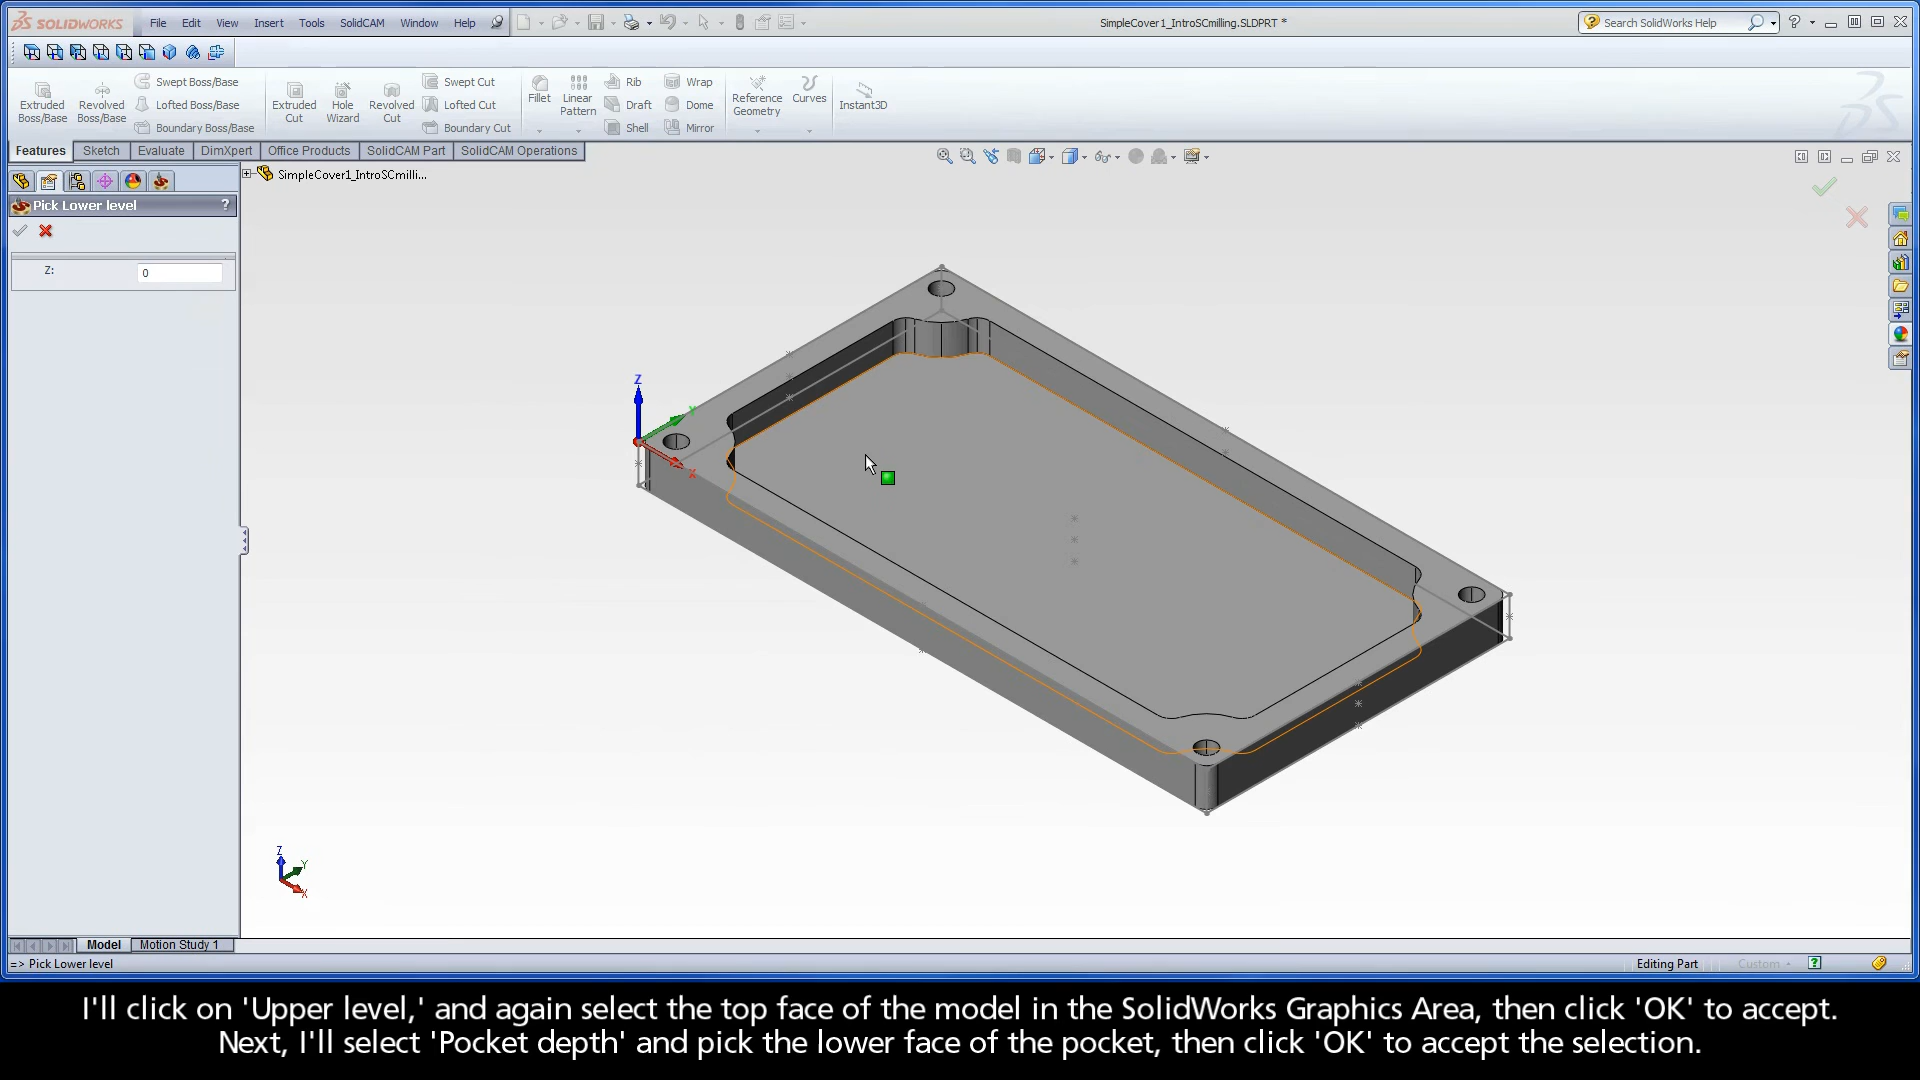 SOLIDWORKS File Edit View Insert Tools SolidCAM Window Help SimpleCover1_IntroSCmilling.SLDPRT * Search SolidWorks Help
Extruded Boss/Base
Revolved Boss/Base
Swept Boss/Base
Lofted Boss/Base
Boundary Boss/Base
Extruded Cut
Hole Wizard
Revolved Cut
Swept Cut
Lofted Cut
Boundary Cut
Fillet
Linear Pattern
Rib
Draft
Shell
Wrap
Dome
Mirror
Reference Geometry
Curves
Instant3D
Features Sketch Evaluate DimXpert Office Products SolidCAM Part SolidCAM Operations
SimpleCover1_IntroSCmilli...
Pick Lower level ?
Z: 0
Z
Y
X
Z
Y
X
Model Motion Study 1
=> Pick Lower level Editing Part Custom
I'll click on 'Upper level,' and again select the top face of the model in the SolidWorks Graphics Area, then click 'OK' to accept.
Next, I'll select 'Pocket depth' and pick the lower face of the pocket, then click 'OK' to accept the selection.